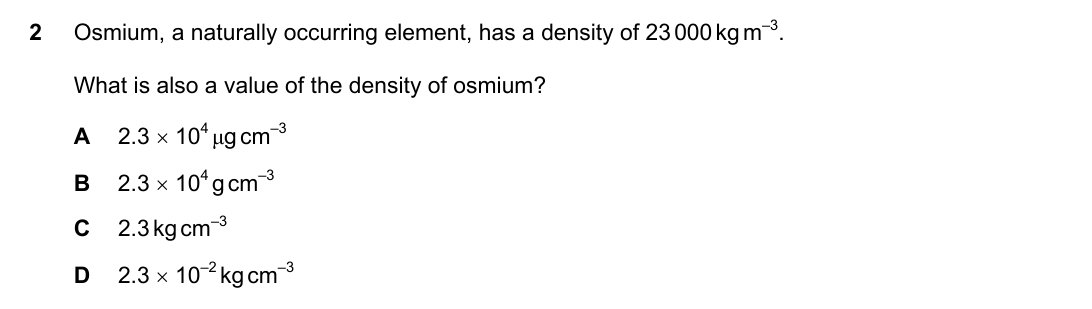 2 Osmium, a naturally occurring element, has a density of 23 000 kg m⁻³.
What is also a value of the density of osmium?
A 2.3 × 10⁴ μg cm⁻³
B 2.3 × 10⁴ g cm⁻³
C 2.3 kg cm⁻³
D 2.3 × 10⁻² kg cm⁻³